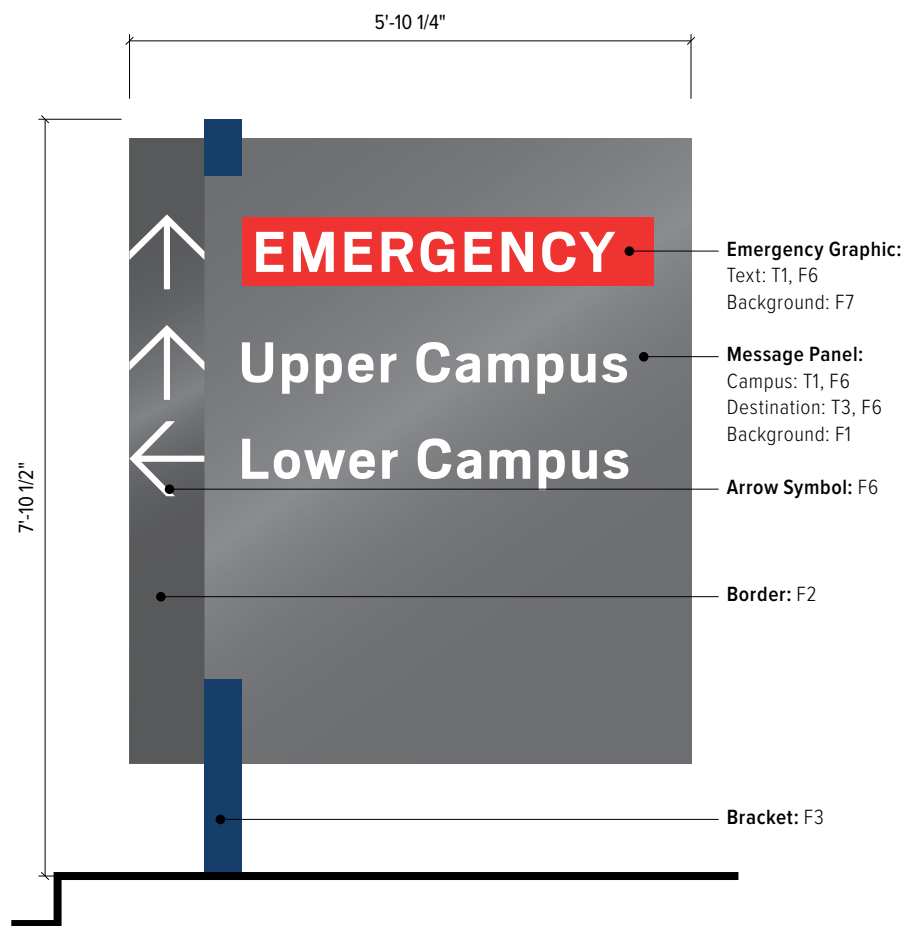 5'-10 1/4"
7'-10 1/2"
EMERGENCY
Upper Campus
Lower Campus
Emergency Graphic:
Text: T1, F6
Background: F7
Message Panel:
Campus: T1, F6
Destination: T3, F6
Background: F1
Arrow Symbol: F6
Border: F2
Bracket: F3